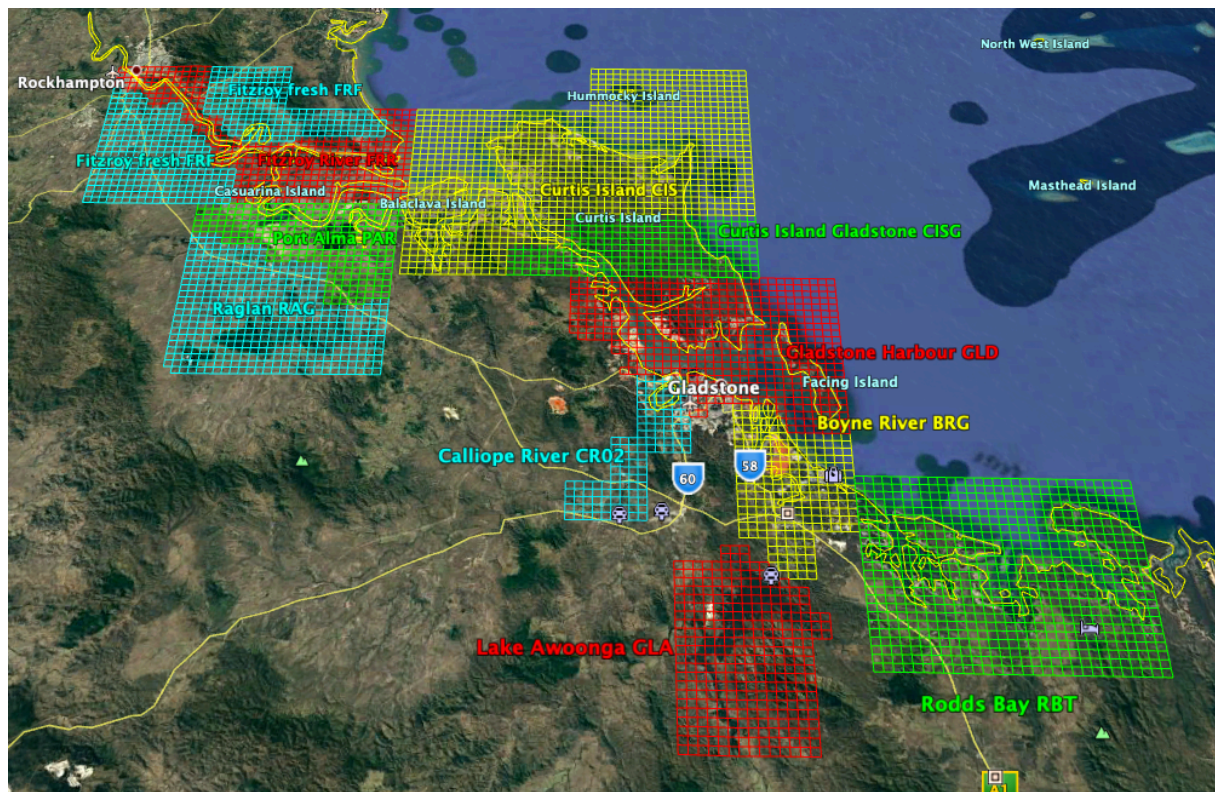 North West Island
Rockhampton
Fitzroy fresh FRF
Hummocky Island
Fitzroy fresh FRF
Fitzroy River FRR
Masthead Island
Casuarina Island
Curtis Island CIS
Balaclava Island
Curtis Island
Port Alma PAR
Curtis Island Gladstone CISG
Raglan RAG
Gladstone Harbour GLD
Gladstone
Facing Island
Boyne River BRG
Calliope River CR02
58
60
Lake Awoonga GLA
Rodds Bay RBT
A1